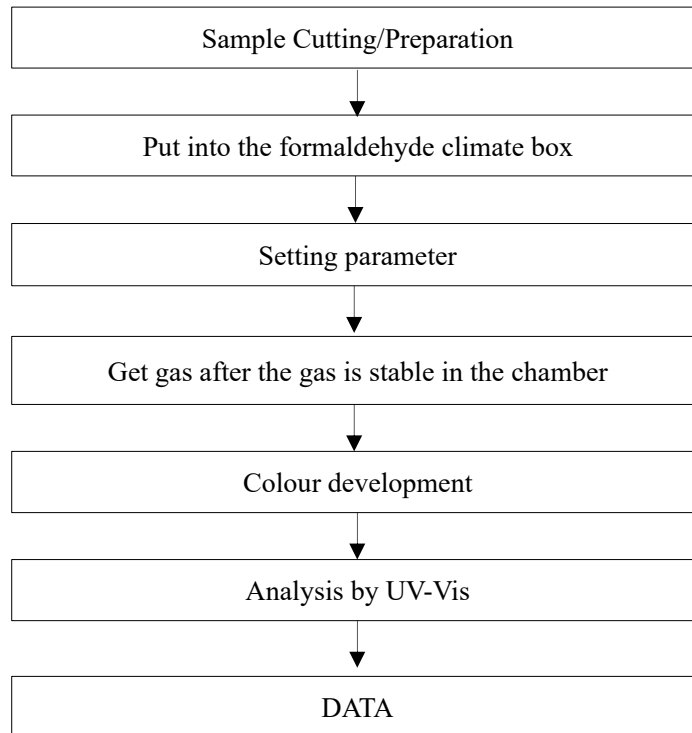 Sample Cutting/Preparation
Put into the formaldehyde climate box
Setting parameter
Get gas after the gas is stable in the chamber
Colour development
Analysis by UV-Vis
DATA